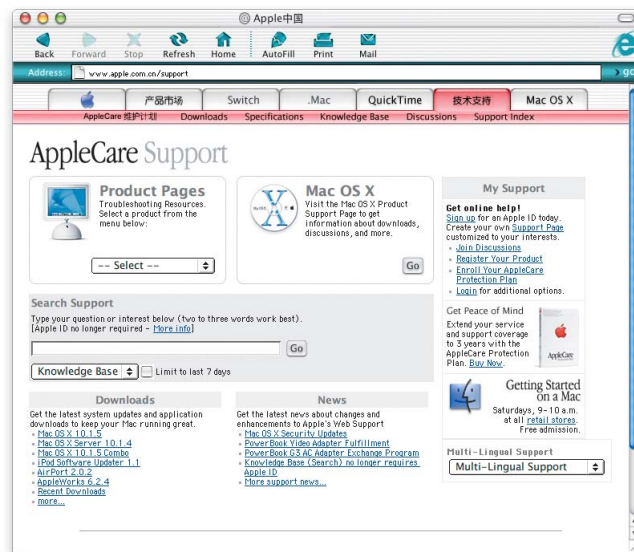 Apple中国
Back Forward Stop Refresh Home AutoFill Print Mail
Address: www.apple.com.cn/support go
产品市场 Switch .Mac QuickTime 技术支持 Mac OS X
AppleCare 维护计划 Downloads Specifications Knowledge Base Discussions Support Index
AppleCare Support
Product Pages
Troubleshooting Resources.
Select a product from the
menu below:
-- Select --
Mac OS X
Visit the Mac OS X Product
Support Page to get
information about downloads,
discussions, and more.
Go
My Support
Get online help!
Sign up for an Apple ID today.
Create your own Support Page
customized to your interests.
Join Discussions
Register Your Product
Enroll Your AppleCare
Protection Plan
Login for additional options.
Search Support
Type your question or interest below (two to three words work best).
[Apple ID no longer required - More info]
Go
Knowledge Base Limit to last 7 days
Get Peace of Mind
Extend your service
and support coverage
to 3 years with the
AppleCare Protection
Plan. Buy Now.
AppleCare
Getting Started
on a Mac
Saturdays, 9-10 a.m.
at all retail stores.
Free admission.
Multi-Lingual Support
Multi-Lingual Support
Downloads
Get the latest system updates and application
downloads to keep your Mac running great.
Mac OS X 10.1.5
Mac OS X Server 10.1.4
Mac OS X 10.1.5 Combo
iPod Software Updater 1.1
AirPort 2.0.2
AppleWorks 6.2.4
Recent Downloads
more...
News
Get the latest news about changes and
enhancements to Apple's Web Support
Mac OS X Security Updates
PowerBook Video Adapter Fulfillment
PowerBook G3 AC Adapter Exchange Program
Knowledge Base (Search) no longer requires
Apple ID
More support news...